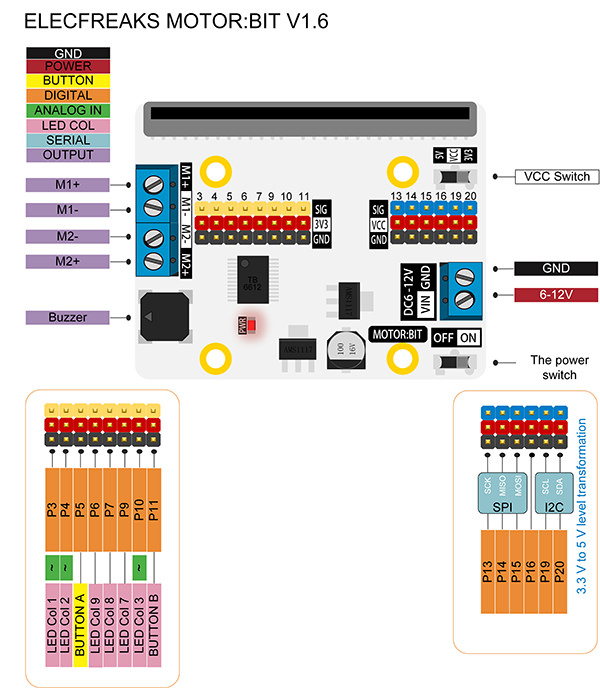 ELECFREAKS MOTOR:BIT V1.6
GND
POWER
BUTTON
DIGITAL
ANALOG IN
LED COL
SERIAL
OUTPUT
M1+
M1-
M2-
M2+
Buzzer
M1+
M1-
M2-
M2+
3 4 5 6 7 8 9 10 11
SIG
3V3
GND
5V
VCC
3V3
VCC Switch
13 14 15 16 19 20
SIG
VCC
GND
TB
6612
PWR
100
16V
DC6 -12V
VIN GND
GND
6-12V
MOTOR:BIT
OFF ON
The power
switch
P3
P4
P5
P6
P7
P9
P10
P11
~
~
~
LED Col 1
LED Col 2
BUTTON A
LED Col 9
LED Col 8
LED Col 7
LED Col 3
BUTTON B
SCK
MISO
MOSI
SPI
SCL
SDA
I2C
P13
P14
P15
P16
P19
P20
3.3 V to 5 V level transformation